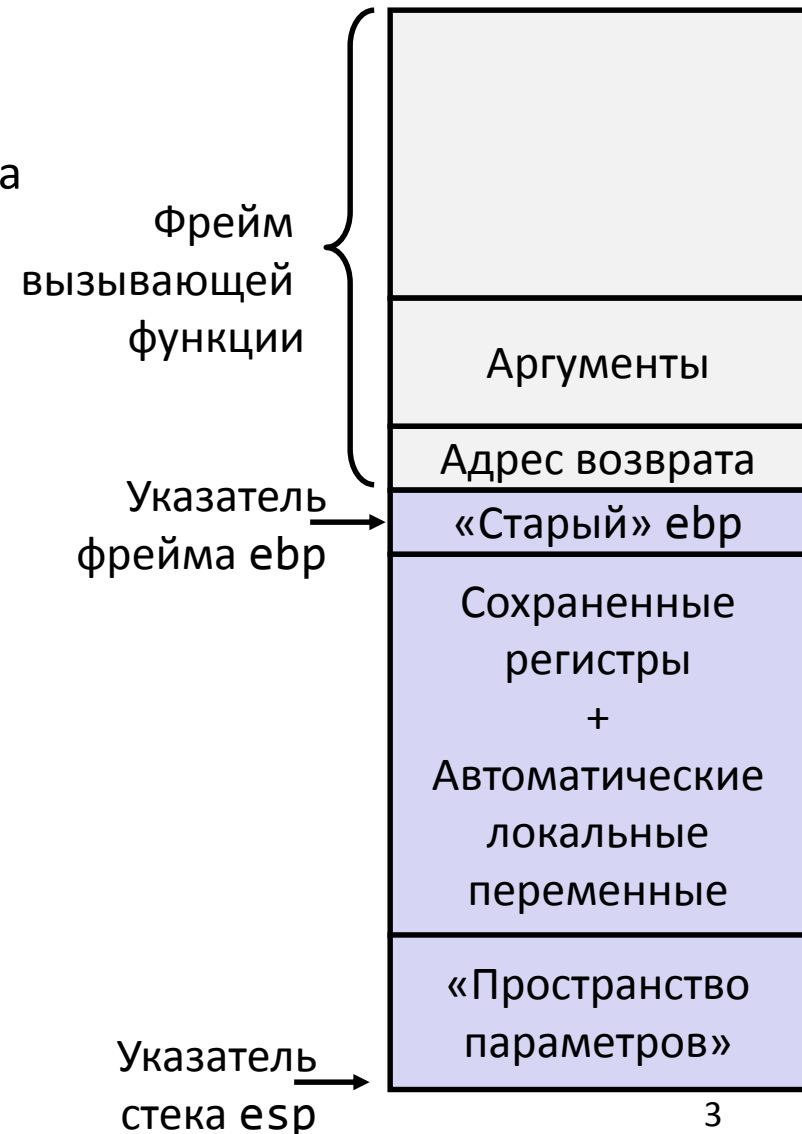 а
Фрейм
вызывающей
функции
Аргументы
Адрес возврата
Указатель
фрейма ebp
«Старый» ebp
Сохраненные
регистры
+
Автоматические
локальные
переменные
«Пространство
параметров»
Указатель
стека esp
3